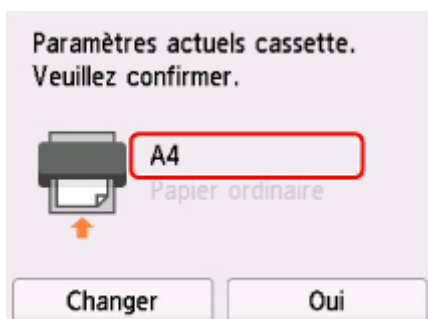 Paramètres actuels cassette.
Veuillez confirmer.
A4
Papier ordinaire
Changer
Oui